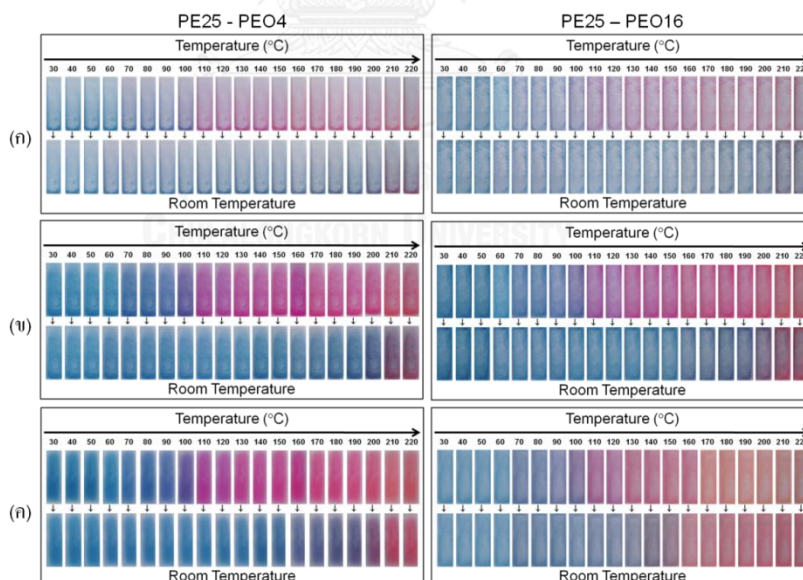 PE25 - PEO4
PE25 – PEO16
Temperature (°C)
30 40 50 60 70 80 90 100 110 120 130 140 150 160 170 180 190 200 210 220
(ก)
Room Temperature
Temperature (°C)
30 40 50 60 70 80 90 100 110 120 130 140 150 160 170 180 190 200 210 22
Room Temperature
CHULALONGKORN UNIVERSITY
Temperature (°C)
30 40 50 60 70 80 90 100 110 120 130 140 150 160 170 180 190 200 210 220
(ข)
Room Temperature
Temperature (°C)
30 40 50 60 70 80 90 100 110 120 130 140 150 160 170 180 190 200 210 22
Room Temperature
Temperature (°C)
30 40 50 60 70 80 90 100 110 120 130 140 150 160 170 180 190 200 210 220
(ค)
Room Temperature
Temperature (°C)
30 40 50 60 70 80 90 100 110 120 130 140 150 160 170 180 190 200 210 22
Room Temperature